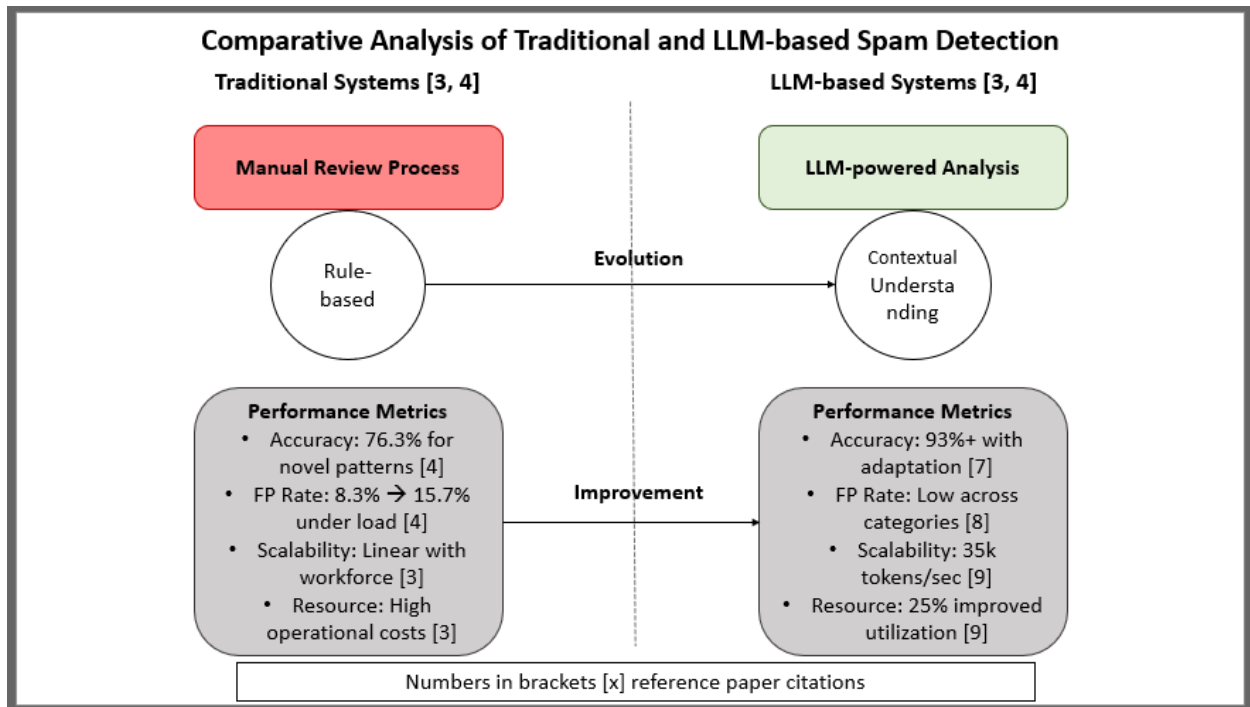 Comparative Analysis of Traditional and LLM-based Spam Detection
Traditional Systems [3, 4]
LLM-based Systems [3, 4]
Manual Review Process
LLM-powered Analysis
Rule-
based
Evolution
Contextual
Understa
nding
Performance Metrics
• Accuracy: 76.3% for
novel patterns [4]
• FP Rate: 8.3% → 15.7%
under load [4]
• Scalability: Linear with
workforce [3]
• Resource: High
operational costs [3]
Improvement
Performance Metrics
• Accuracy: 93%+ with
adaptation [7]
• FP Rate: Low across
categories [8]
• Scalability: 35k
tokens/sec [9]
• Resource: 25% improved
utilization [9]
Numbers in brackets [x] reference paper citations